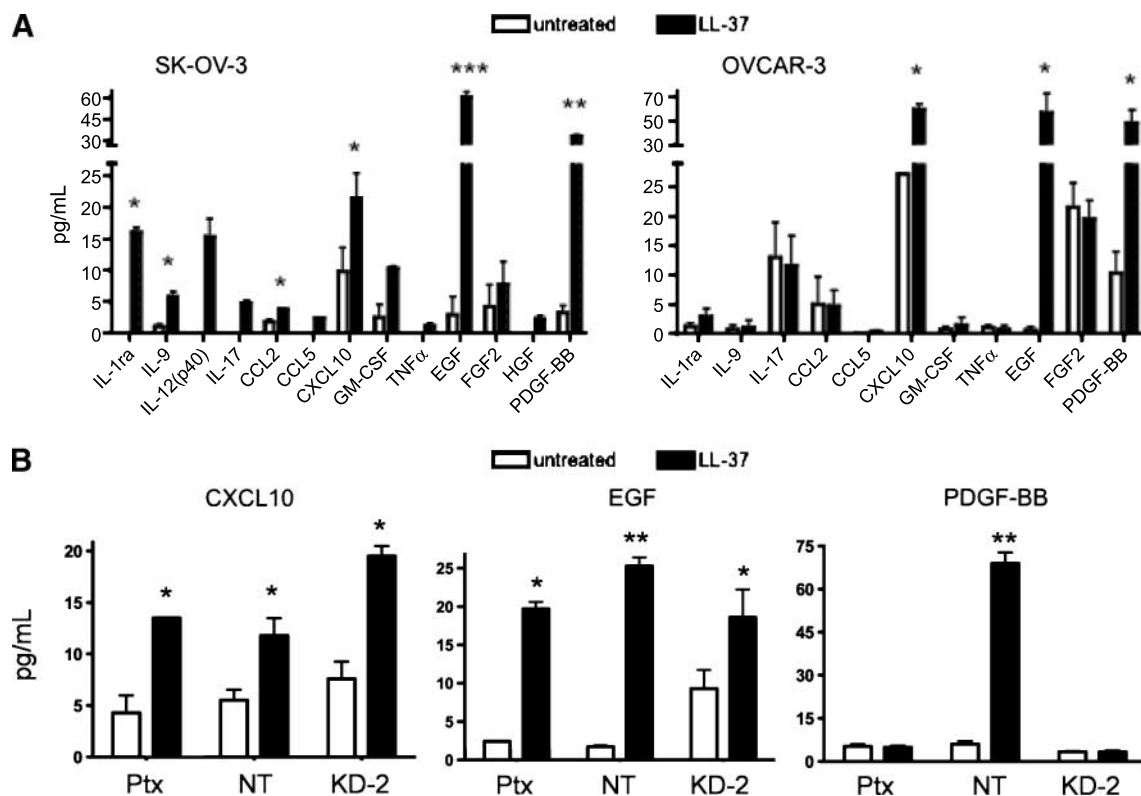 A
untreated LL-37
SK-OV-3
OVCAR-3
*** * *
** *
60
45
30
25
20
15
10
5
0
pg/mL
* * * *
70
50
30
25
20
15
10
5
0
IL-1ra IL-9 IL-12(p40) IL-17 CCL2 CCL5 CXCL10 GM-CSF TNFα EGF FGF2 HGF PDGF-BB
IL-1ra IL-9 IL-17 CCL2 CCL5 CXCL10 GM-CSF TNFα EGF FGF2 PDGF-BB
B
untreated LL-37
CXCL10 EGF PDGF-BB
pg/mL
20
15
10
5
0
* * *
Ptx NT KD-2
25
20
15
10
5
0
* ** *
Ptx NT KD-2
75
60
45
30
15
0
**
Ptx NT KD-2